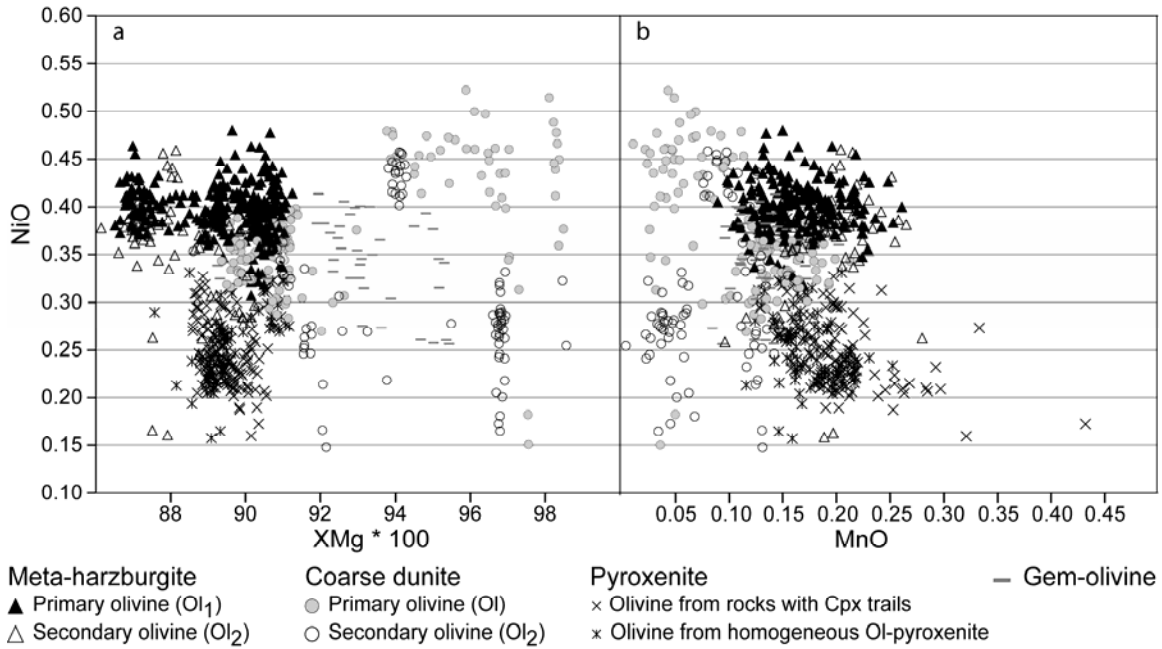 a b
0.60
0.55
0.50
0.45
0.40
0.35
0.30
0.25
0.20
0.15
0.10
NiO
88 90 92 94 96 98 0.05 0.10 0.15 0.20 0.25 0.30 0.35 0.40 0.45
XMg * 100 MnO
Meta-harzburgite Coarse dunite Pyroxenite Gem-olivine
Primary olivine (Ol1) Primary olivine (Ol) Olivine from rocks with Cpx trails
Secondary olivine (Ol2) Secondary olivine (Ol2) Olivine from homogeneous Ol-pyroxenite